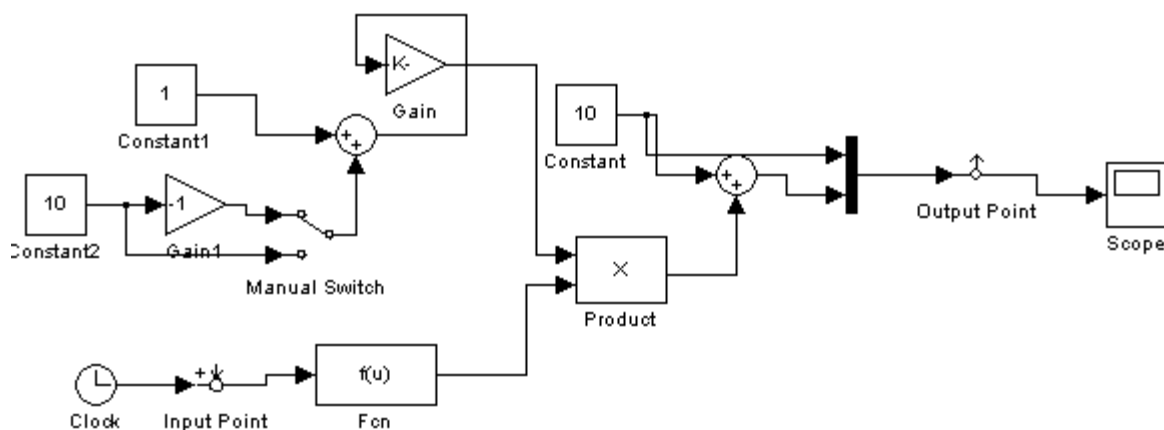 K-
Gain
1
Constant1
+
+
10
Constant
+
+
10
Constant2
-1
Gain1
Manual Switch
×
Product
Output Point
Scope
Clock
+
Input Point
f(u)
Fcn